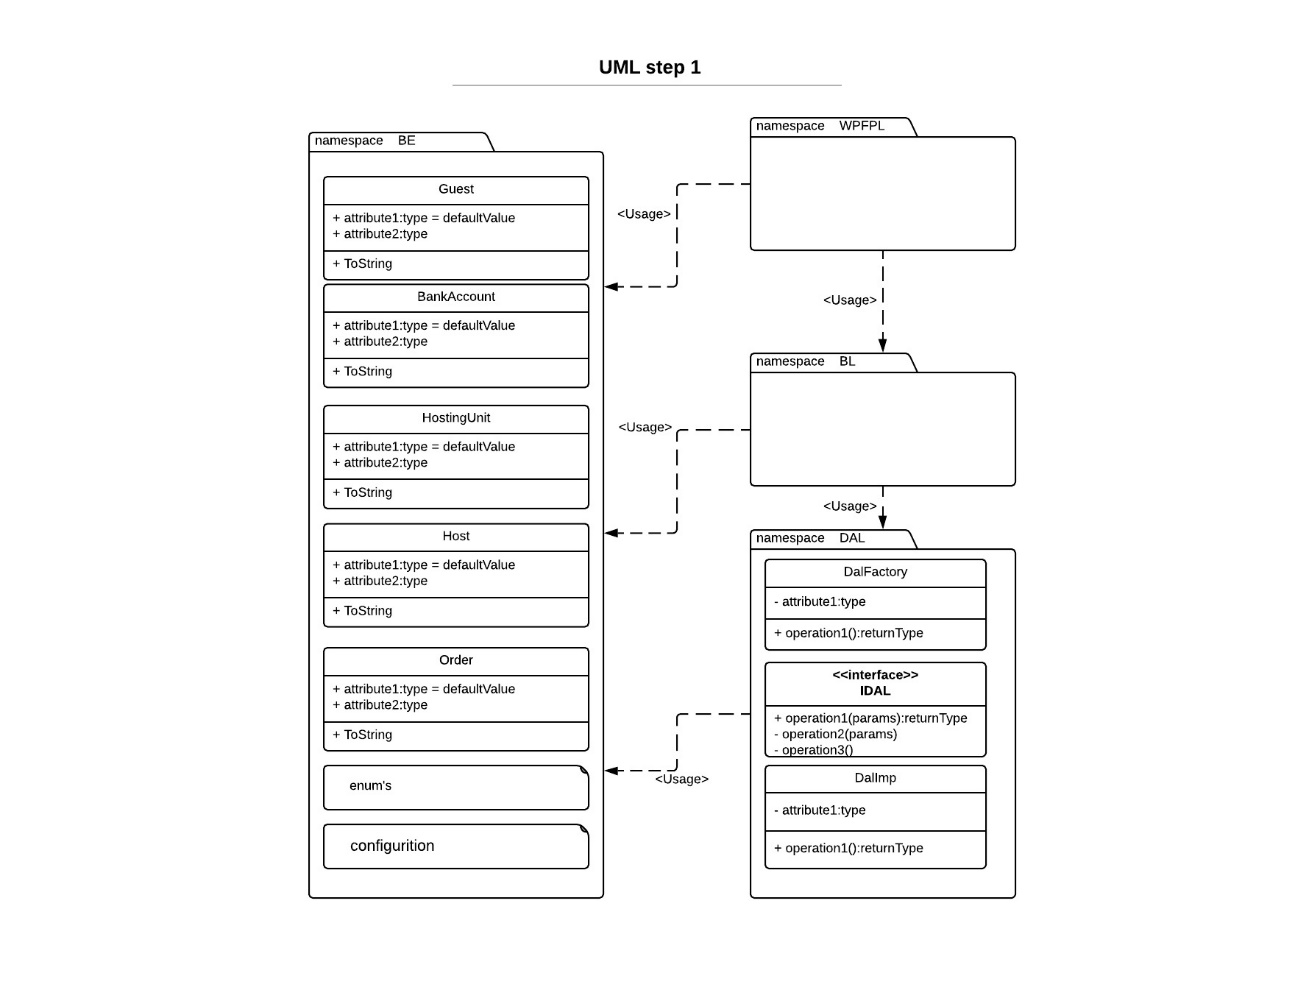 UML step 1
namespace BE
Guest
+ attribute1:type = defaultValue
+ attribute2:type
+ ToString
BankAccount
+ attribute1:type = defaultValue
+ attribute2:type
+ ToString
HostingUnit
+ attribute1:type = defaultValue
+ attribute2:type
+ ToString
Host
+ attribute1:type = defaultValue
+ attribute2:type
+ ToString
Order
+ attribute1:type = defaultValue
+ attribute2:type
+ ToString
enum's
configurition
<Usage>
<Usage>
<Usage>
namespace WPFPL
<Usage>
namespace BL
<Usage>
namespace DAL
DalFactory
- attribute1:type
+ operation1():returnType
<<interface>>
IDAL
+ operation1(params):returnType
- operation2(params)
- operation3()
DalImp
- attribute1:type
+ operation1():returnType